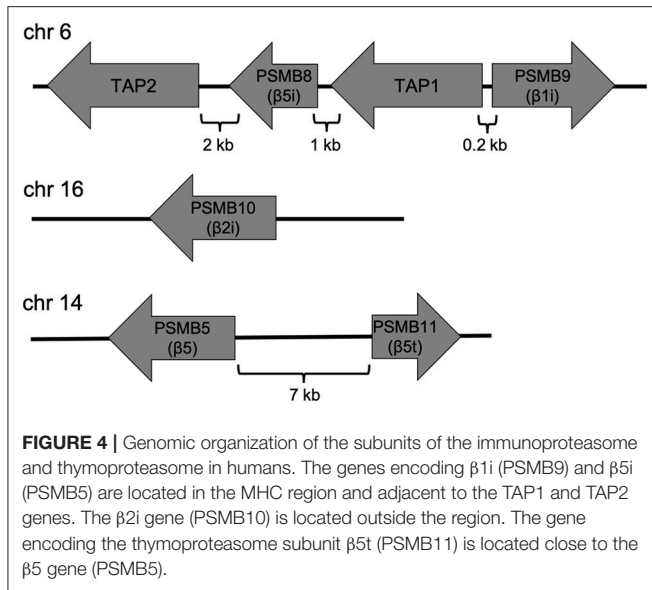 chr 6
TAP2
PSMB8
(β5i)
TAP1
PSMB9
(β1i)
2 kb
1 kb
0.2 kb
chr 16
PSMB10
(β2i)
chr 14
PSMB5
(β5)
PSMB11
(β5t)
7 kb
FIGURE 4 | Genomic organization of the subunits of the immunoproteasome
and thymoproteasome in humans. The genes encoding β1i (PSMB9) and β5i
(PSMB5) are located in the MHC region and adjacent to the TAP1 and TAP2
genes. The β2i gene (PSMB10) is located outside the region. The gene
encoding the thymoproteasome subunit β5t (PSMB11) is located close to the
β5 gene (PSMB5).